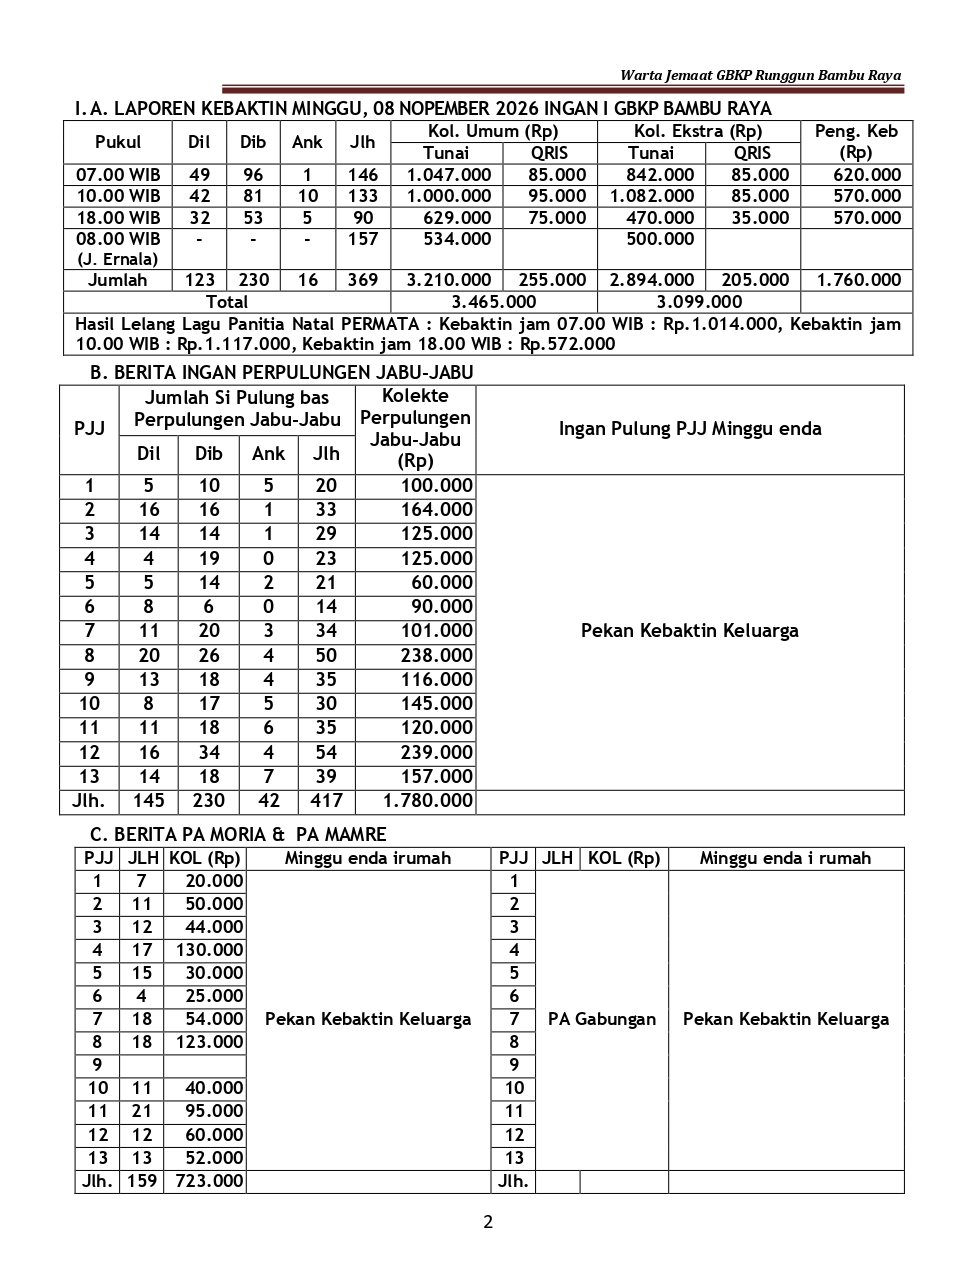 Warta Jemaat GBKP Runggun Bambu Raya
I. A. LAPOREN KEBAKTIN MINGGU, 08 NOPEMBER 2026 INGAN I GBKP BAMBU RAYA
Pukul Dil Dib Ank Jlh Kol. Umum (Rp) Kol. Ekstra (Rp) Peng. Keb (Rp)
Tunai QRIS Tunai QRIS
07.00 WIB 49 96 1 146 1.047.000 85.000 842.000 85.000 620.000
10.00 WIB 42 81 10 133 1.000.000 95.000 1.082.000 85.000 570.000
18.00 WIB 32 53 5 90 629.000 75.000 470.000 35.000 570.000
08.00 WIB - - - 157 534.000 500.000
(J. Ernala)
Jumlah 123 230 16 369 3.210.000 255.000 2.894.000 205.000 1.760.000
Total 3.465.000 3.099.000
Hasil Lelang Lagu Panitia Natal PERMATA : Kebaktin jam 07.00 WIB : Rp.1.014.000, Kebaktin jam
10.00 WIB : Rp.1.117.000, Kebaktin jam 18.00 WIB : Rp.572.000
B. BERITA INGAN PERPULUNGEN JABU-JABU
PJJ Jumlah Si Pulung bas Perpulungen Jabu-Jabu Kolekte Perpulungen Jabu-Jabu (Rp) Ingan Pulung PJJ Minggu enda
Dil Dib Ank Jlh
1 5 10 5 20 100.000
2 16 16 1 33 164.000
3 14 14 1 29 125.000
4 4 19 0 23 125.000
5 5 14 2 21 60.000
6 8 6 0 14 90.000
7 11 20 3 34 101.000 Pekan Kebaktin Keluarga
8 20 26 4 50 238.000
9 13 18 4 35 116.000
10 8 17 5 30 145.000
11 11 18 6 35 120.000
12 16 34 4 54 239.000
13 14 18 7 39 157.000
Jlh. 145 230 42 417 1.780.000
C. BERITA PA MORIA & PA MAMRE
PJJ JLH KOL (Rp) Minggu enda irumah PJJ JLH KOL (Rp) Minggu enda i rumah
1 7 20.000 1
2 11 50.000 2
3 12 44.000 3
4 17 130.000 4
5 15 30.000 5
6 4 25.000 6
7 18 54.000 Pekan Kebaktin Keluarga 7 PA Gabungan Pekan Kebaktin Keluarga
8 18 123.000 8
9 9
10 11 40.000 10
11 21 95.000 11
12 12 60.000 12
13 13 52.000 13
Jlh. 159 723.000 Jlh.
2